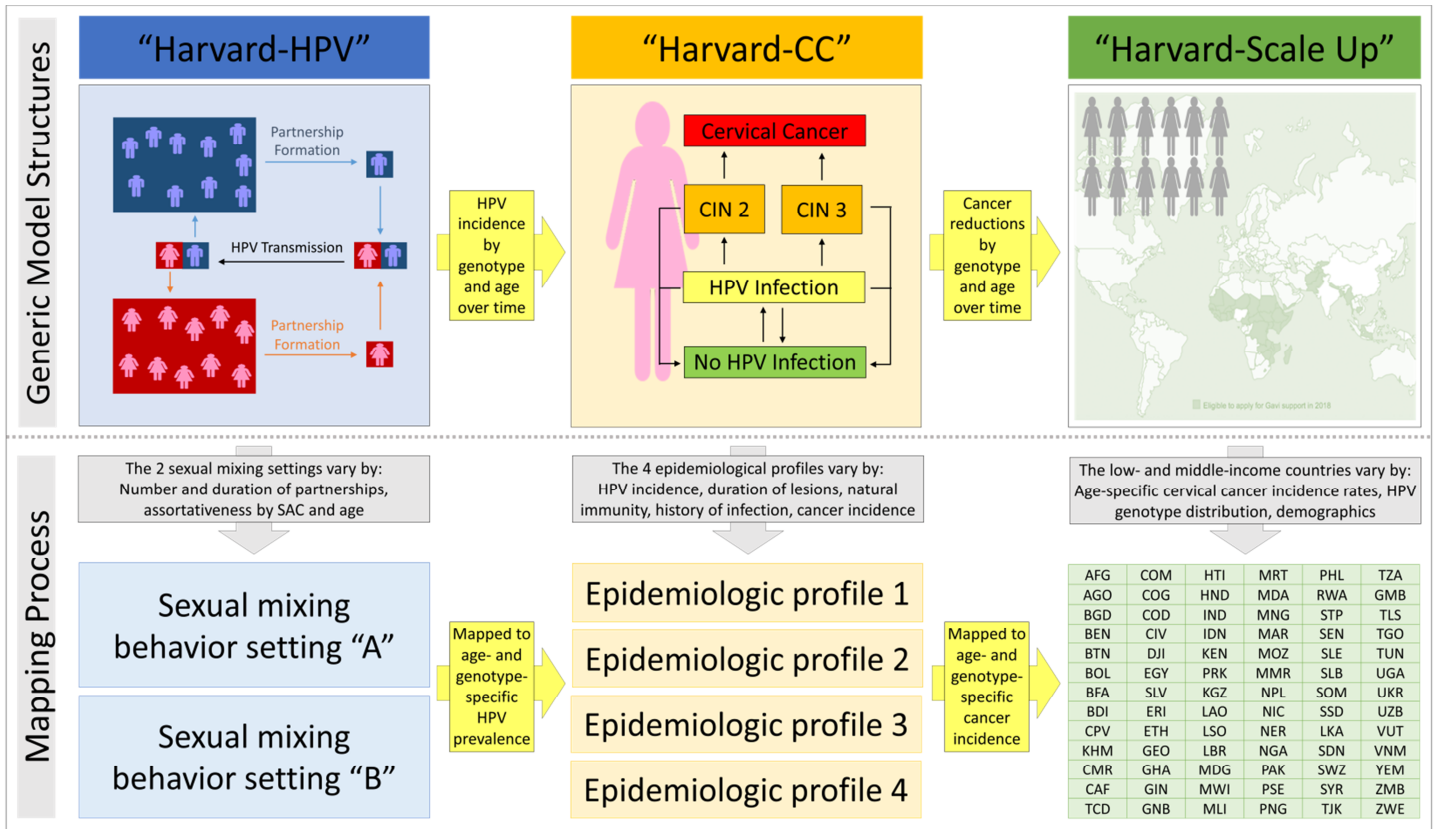 Generic Model Structures
“Harvard-HPV”
“Harvard-CC”
“Harvard-Scale Up”
Partnership
Formation
HPV Transmission
Partnership
Formation
HPV
incidence
by
genotype
and age
over time
Cervical Cancer
CIN 2
CIN 3
HPV Infection
No HPV Infection
Cancer
reductions
by
genotype
and age
over time
Eligible to apply for Gavi support in 2018
Mapping Process
The 2 sexual mixing settings vary by:
Number and duration of partnerships,
assortativeness by SAC and age
The 4 epidemiological profiles vary by:
HPV incidence, duration of lesions, natural
immunity, history of infection, cancer incidence
The low- and middle-income countries vary by:
Age-specific cervical cancer incidence rates, HPV
genotype distribution, demographics
Sexual mixing
behavior setting “A”
Sexual mixing
behavior setting “B”
Mapped to
age- and
genotype-
specific
HPV
prevalence
Epidemiologic profile 1
Epidemiologic profile 2
Epidemiologic profile 3
Epidemiologic profile 4
Mapped to
age- and
genotype-
specific
cancer
incidence
AFG COM HTI MRT PHL TZA
AGO COG HND MDA RWA GMB
BGD COD IND MNG STP TLS
BEN CIV IDN MAR SEN TGO
BTN DJI KEN MOZ SLE TUN
BOL EGY PRK MMR SLB UGA
BFA SLV KGZ NPL SOM UKR
BDI ERI LAO NIC SSD UZB
CPV ETH LSO NER LKA VUT
KHM GEO LBR NGA SDN VNM
CMR GHA MDG PAK SWZ YEM
CAF GIN MWI PSE SYR ZMB
TCD GNB MLI PNG TJK ZWE